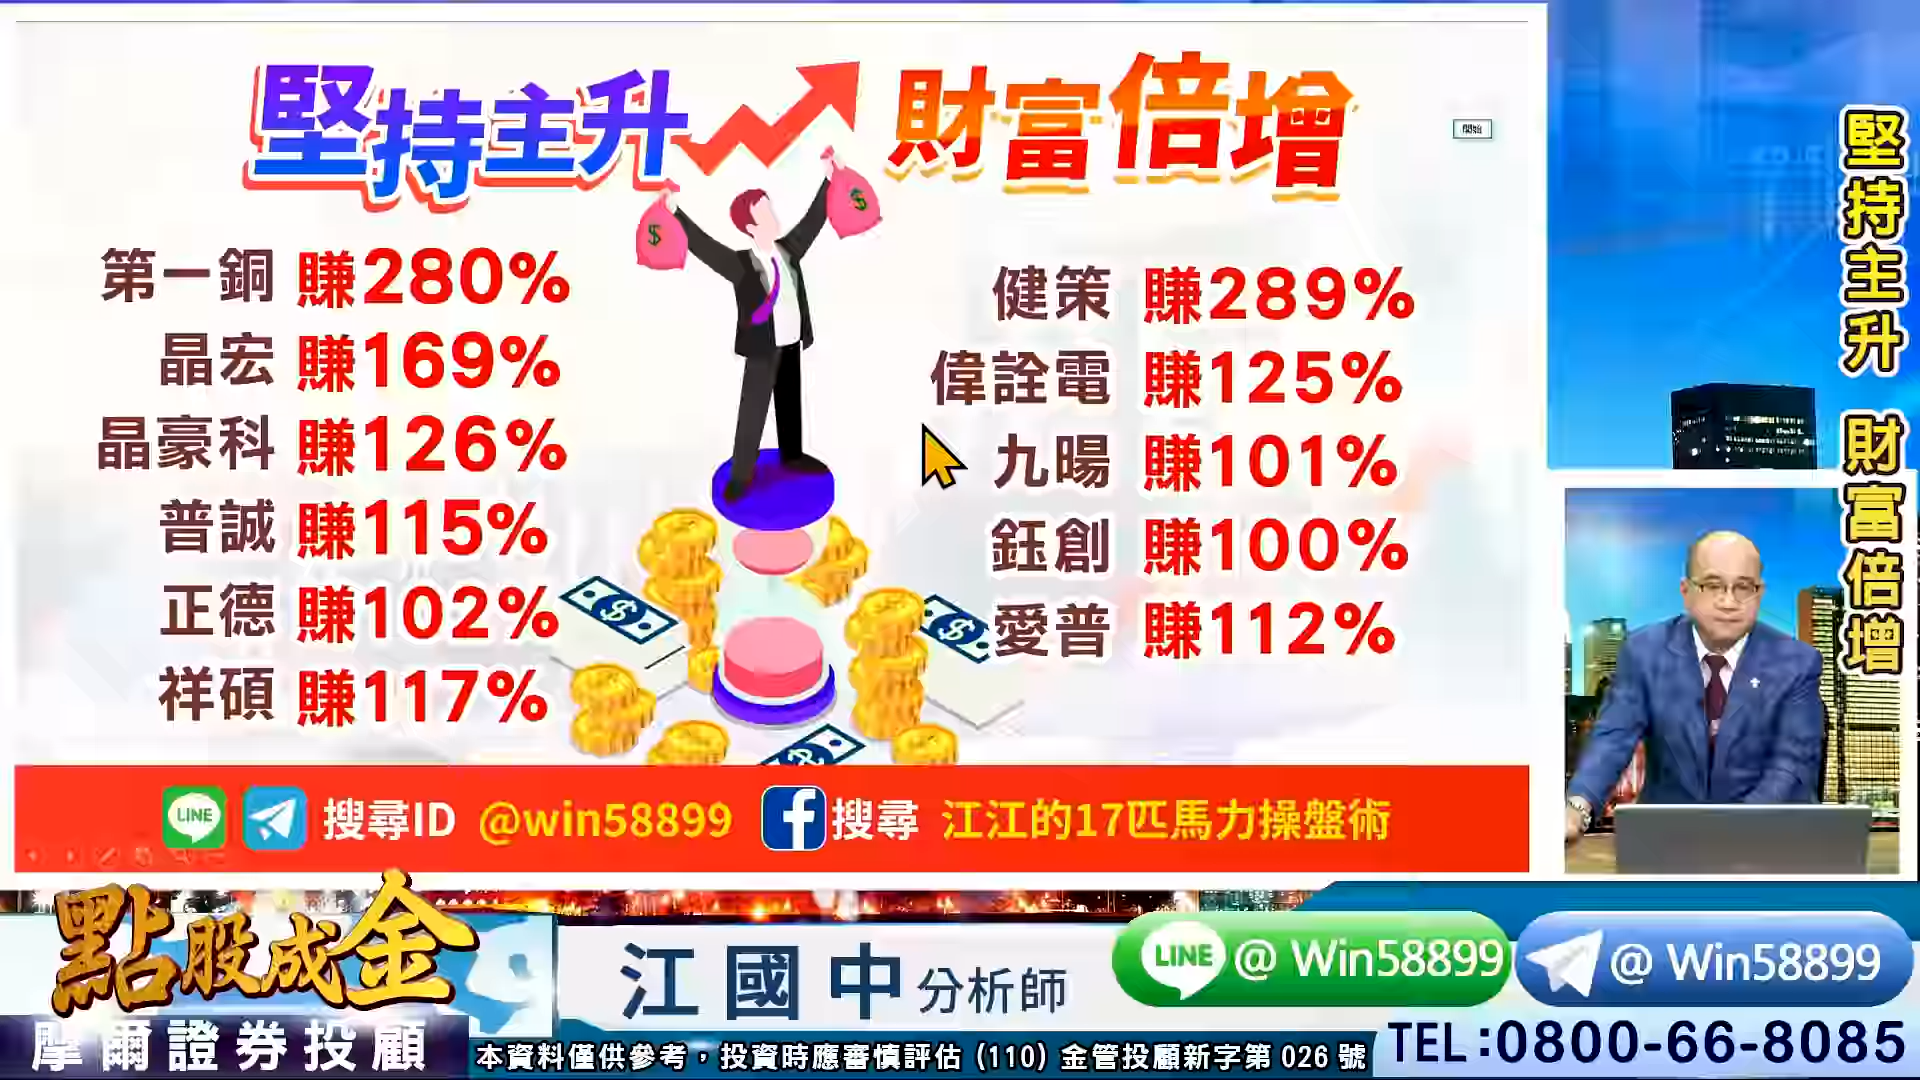 堅持主升 財富倍增
開始
第一銅 賺280%
晶宏 賺169%
晶豪科 賺126%
普誠 賺115%
正德 賺102%
祥碩 賺117%
健策 賺289%
偉詮電 賺125%
九暘 賺101%
鈺創 賺100%
愛普 賺112%
LINE 搜尋ID @win58899 f 搜尋 江江的17匹馬力操盤術
堅持主升 財富倍增
點股成金
摩爾證券投顧
江國中 分析師
LINE @ Win58899
@ Win58899
本資料僅供參考，投資時應審慎評估 (110) 金管投顧新字第 026 號
TEL:0800-66-8085